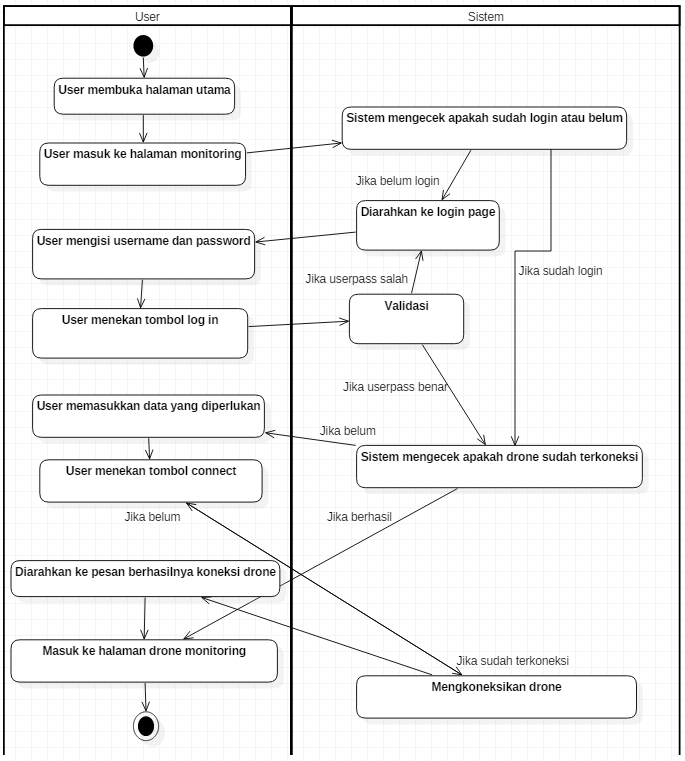 User
Sistem
User membuka halaman utama
Sistem mengecek apakah sudah login atau belum
User masuk ke halaman monitoring
Jika belum login
Diarahkan ke login page
User mengisi username dan password
Jika sudah login
Jika userpass salah
Validasi
User menekan tombol log in
Jika userpass benar
User memasukkan data yang diperlukan
Jika belum
Sistem mengecek apakah drone sudah terkoneksi
User menekan tombol connect
Jika belum
Jika berhasil
Diarahkan ke pesan berhasilnya koneksi drone
Masuk ke halaman drone monitoring
Jika sudah terkoneksi
Mengkoneksikan drone